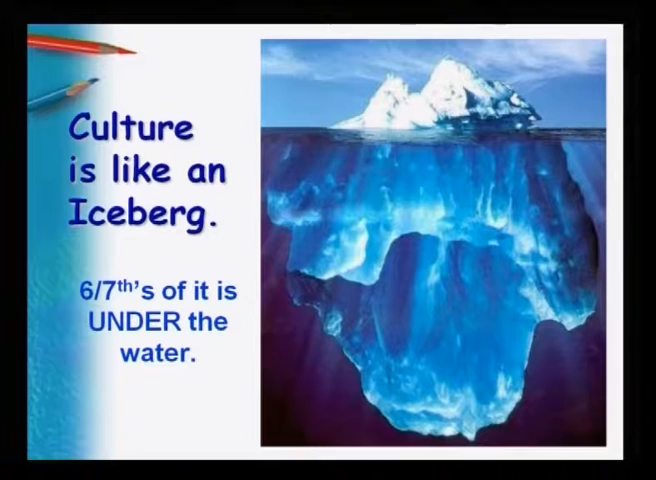 Culture
is like an
Iceberg.
6/7th's of it is
UNDER the
water.